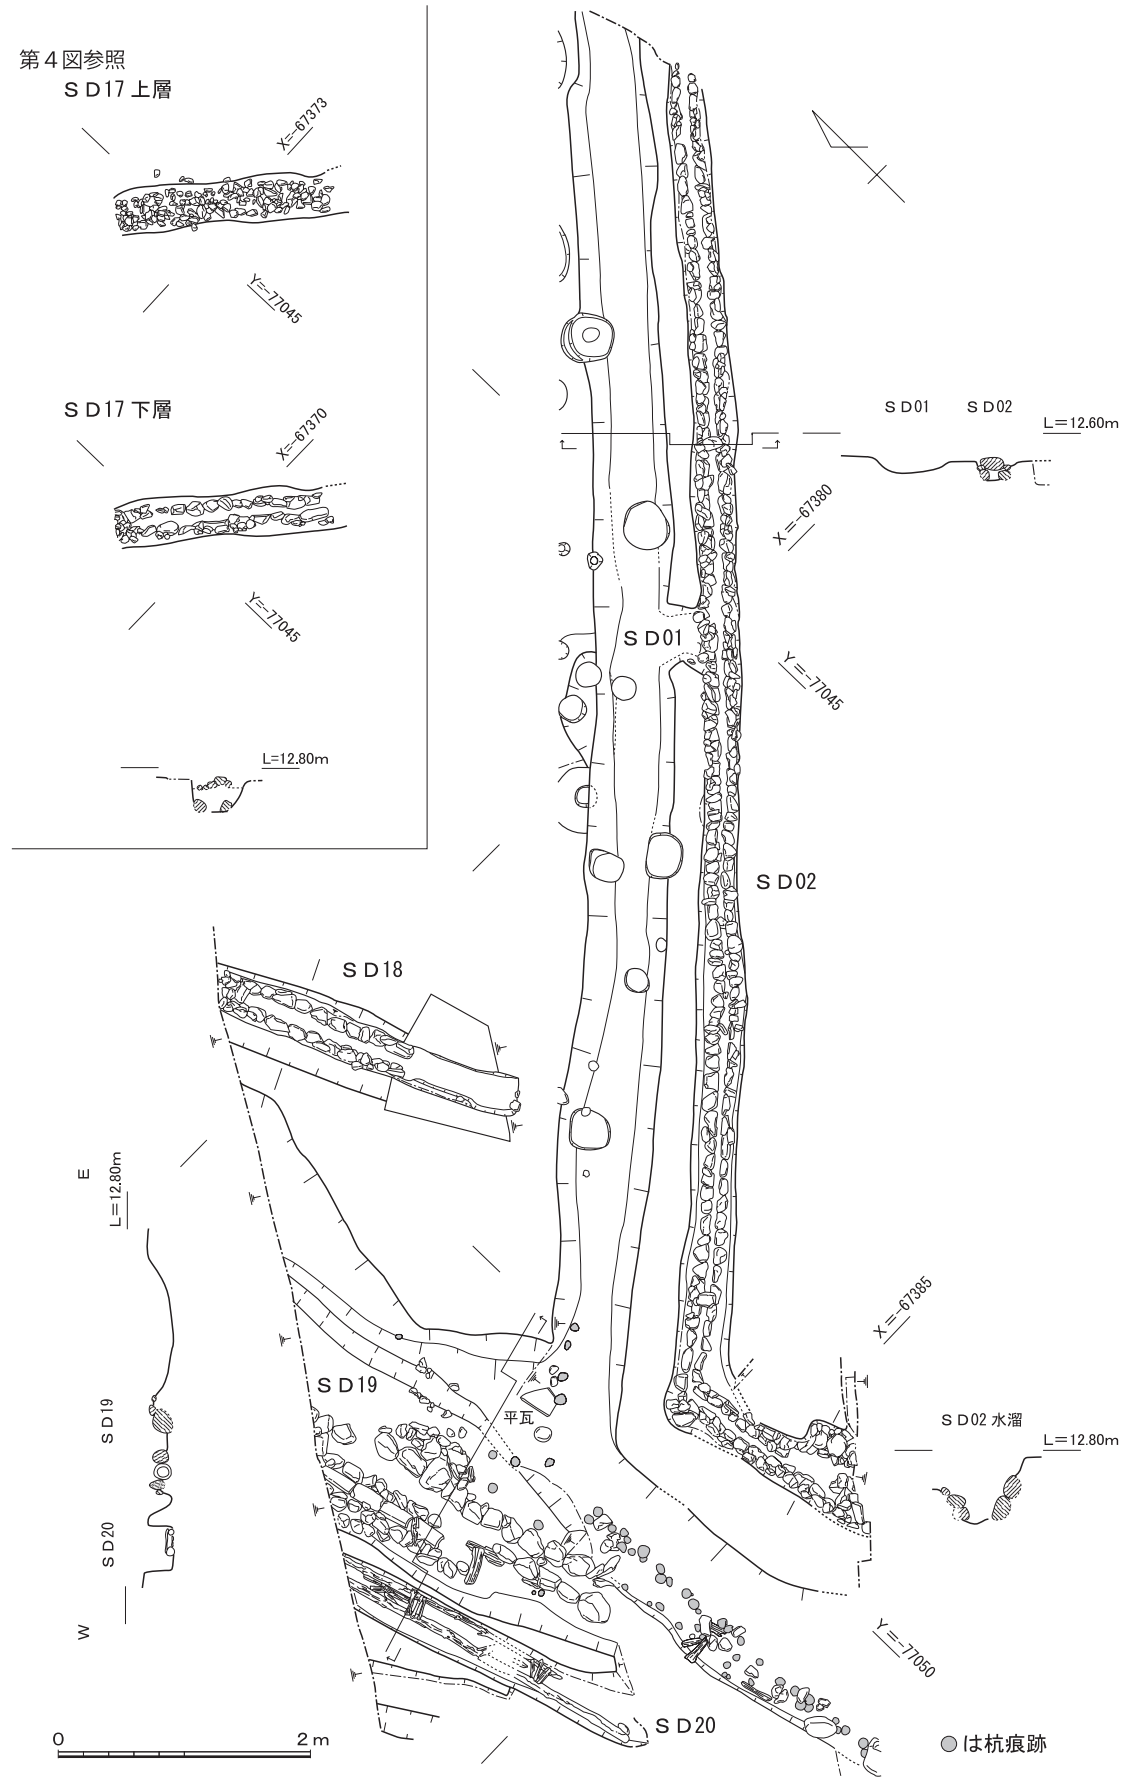 第４図参照
ＳＤ17 上層
X=-67373
Y=-77045
ＳＤ17 下層
X=-67370
Y=-77045
L=12.80m
ＳＤ01 ＳＤ02
L＝12.60m
X＝-67380
ＳＤ01
Y＝-77045
ＳＤ02
ＳＤ18
E
L＝12.80m
ＳＤ19
ＳＤ20
W
X＝-67385
ＳＤ19
平瓦
ＳＤ02 水溜
L＝12.80m
Y＝-77050
ＳＤ20
0 2 m
は杭痕跡